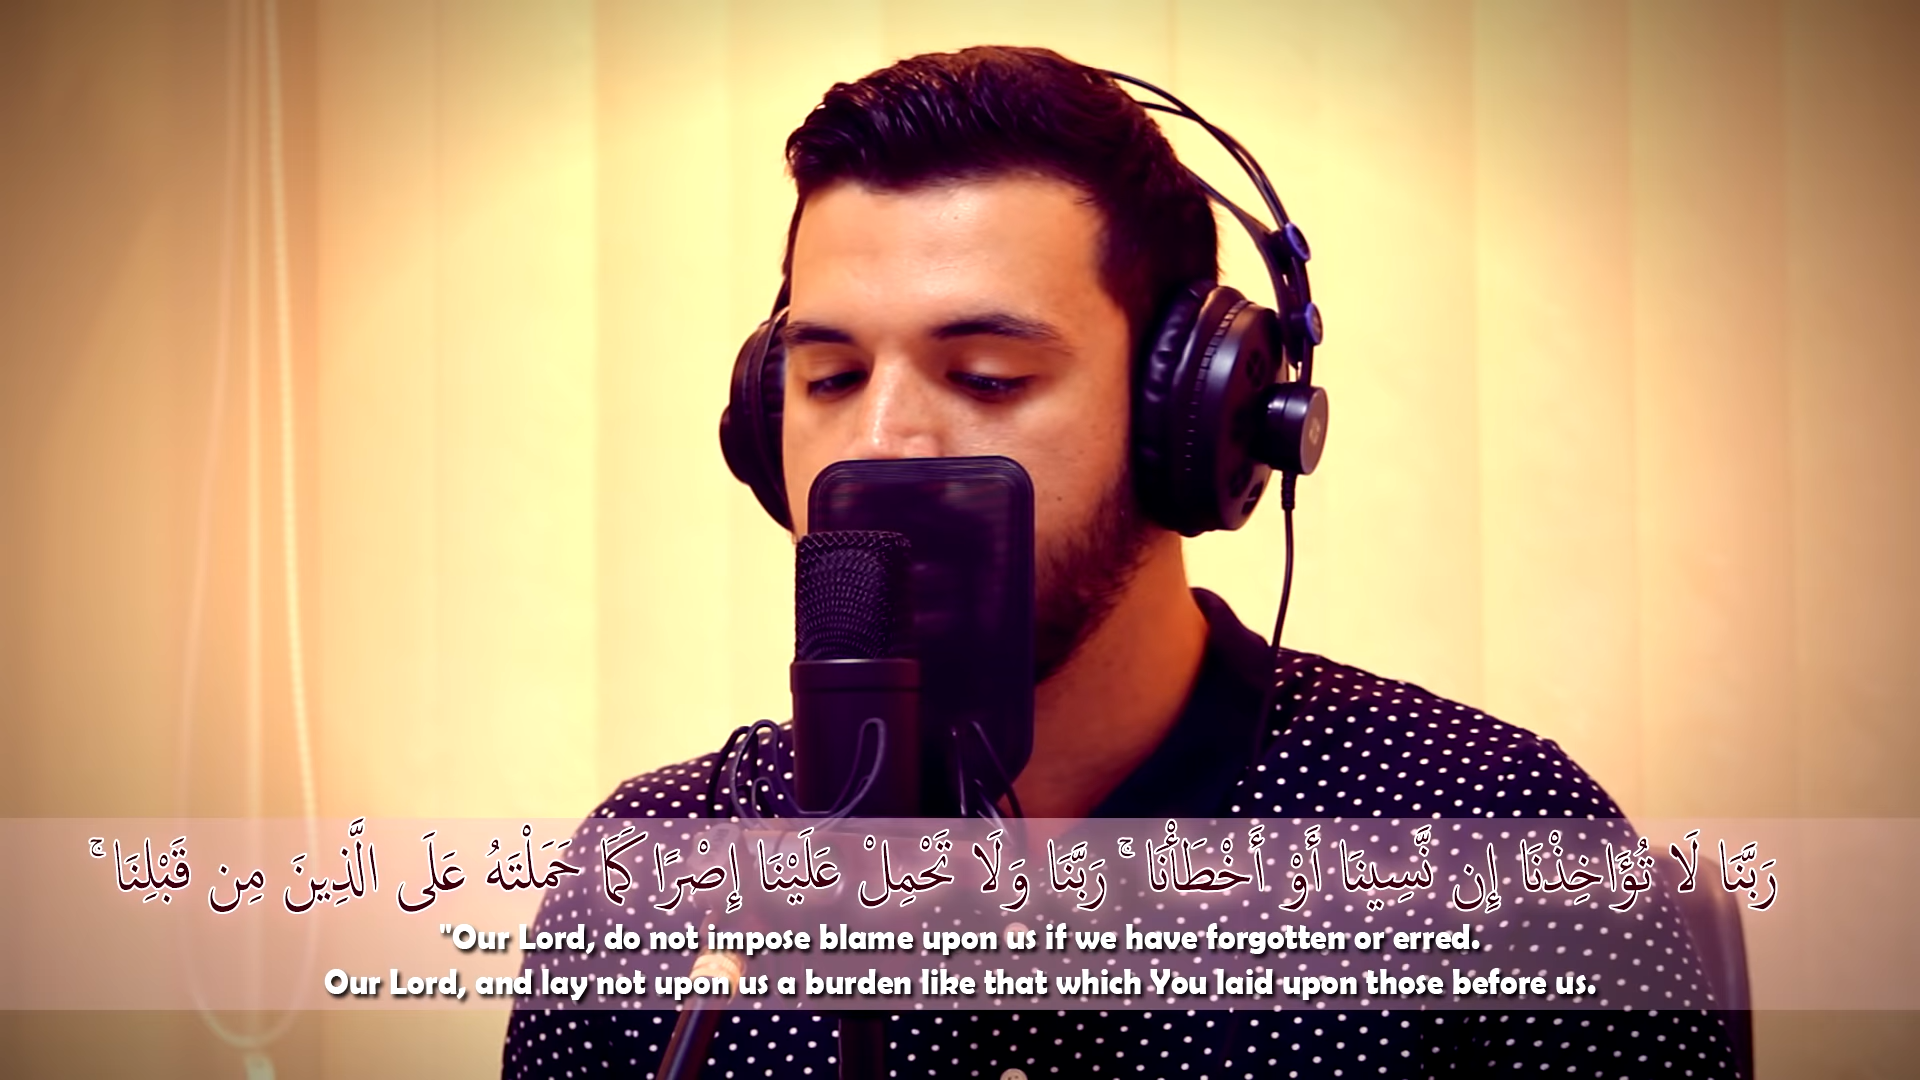 رَبَّنَا لَا تُؤَاخِذْنَا إِن نَّسِينَا أَوْ أَخْطَأْنَا ۚ رَبَّنَا وَلَا تَحْمِلْ عَلَيْنَا إِصْرًا كَمَا حَمَلْتَهُ عَلَى الَّذِينَ مِن قَبْلِنَا ۚ
"Our Lord, do not impose blame upon us if we have forgotten or erred.
Our Lord, and lay not upon us a burden like that which You laid upon those before us.